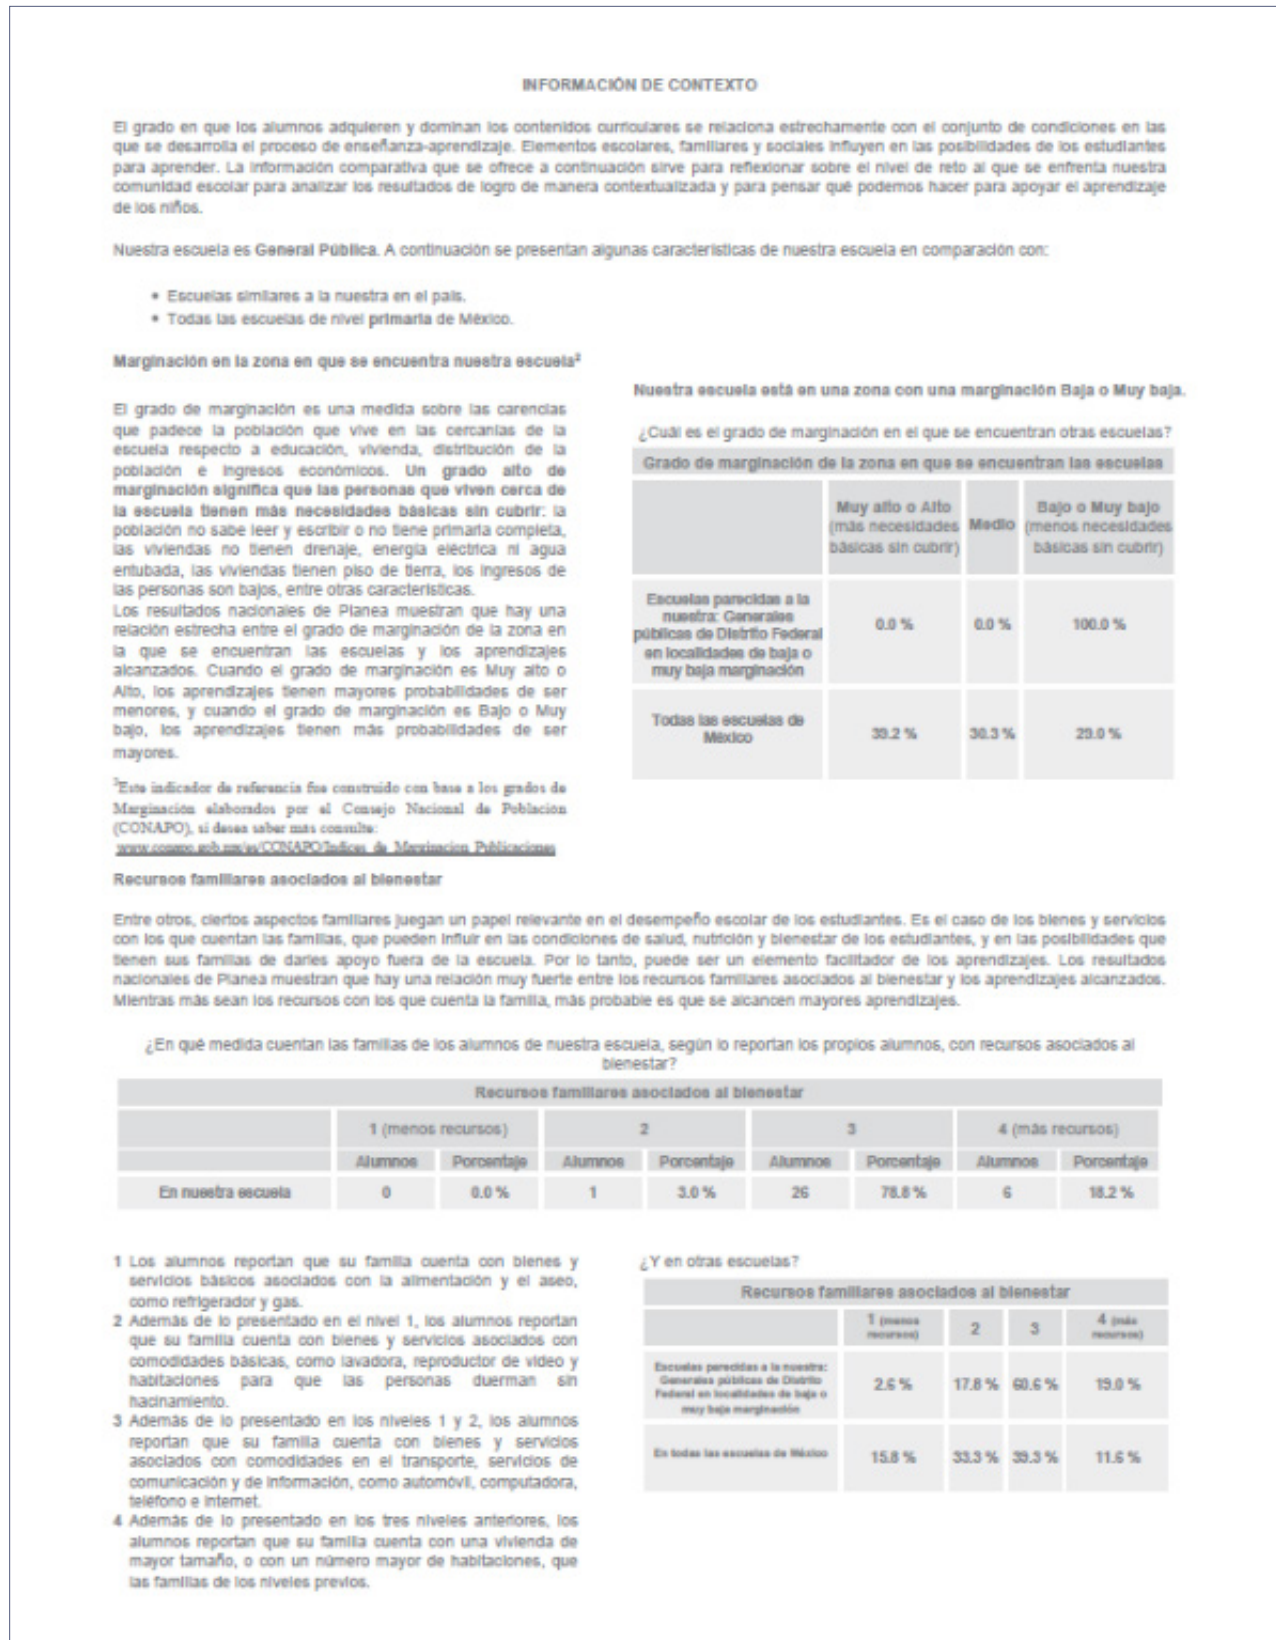 INFORMACIÓN DE CONTEXTO
El grado en que los alumnos adquieren y dominan los contenidos curriculares se relaciona estrechamente con el conjunto de condiciones en las
que se desarrolla el proceso de enseñanza-aprendizaje. Elementos escolares, familiares y sociales influyen en las posibilidades de los estudiantes
para aprender. La información comparativa que se ofrece a continuación sirve para reflexionar sobre el nivel de reto al que se enfrenta nuestra
comunidad escolar para analizar los resultados de logro de manera contextualizada y para pensar qué podemos hacer para apoyar el aprendizaje
de los niños.
Nuestra escuela es General Pública. A continuación se presentan algunas características de nuestra escuela en comparación con:
• Escuelas similares a la nuestra en el país.
• Todas las escuelas de nivel primaria de México.
Marginación en la zona en que se encuentra nuestra escuela²
El grado de marginación es una medida sobre las carencias
que padece la población que vive en las cercanías de la
escuela respecto a educación, vivienda, distribución de la
población e ingresos económicos. Un grado alto de
marginación significa que las personas que viven cerca de
la escuela tienen más necesidades básicas sin cubrir: la
población no sabe leer y escribir o no tiene primaria completa,
las viviendas no tienen drenaje, energía eléctrica ni agua
entubada, las viviendas tienen piso de tierra, los ingresos de
las personas son bajos, entre otras características.
Los resultados nacionales de Planea muestran que hay una
relación estrecha entre el grado de marginación de la zona en
la que se encuentran las escuelas y los aprendizajes
alcanzados. Cuando el grado de marginación es Muy alto o
Alto, los aprendizajes tienen mayores probabilidades de ser
menores, y cuando el grado de marginación es Bajo o Muy
bajo, los aprendizajes tienen más probabilidades de ser
mayores.
²Este indicador de referencia fue construido con base a los grados de
Marginación elaborados por el Consejo Nacional de Población
(CONAPO), si desea saber más consulte:
www.conapo.gob.mx/es/CONAPO/Indices_de_Marginacion_Publicaciones
Nuestra escuela está en una zona con una marginación Baja o Muy baja.
¿Cuál es el grado de marginación en el que se encuentran otras escuelas?
Grado de marginación de la zona en que se encuentran las escuelas
Muy alto o Alto
(más necesidades
básicas sin cubrir)
Medio
Bajo o Muy bajo
(menos necesidades
básicas sin cubrir)
Escuelas parecidas a la
nuestra: Generales
públicas de Distrito Federal
en localidades de baja o
muy baja marginación
0.0 % 0.0 % 100.0 %
Todas las escuelas de
México
39.2 % 30.3 % 29.0 %
Recursos familiares asociados al bienestar
Entre otros, ciertos aspectos familiares juegan un papel relevante en el desempeño escolar de los estudiantes. Es el caso de los bienes y servicios
con los que cuentan las familias, que pueden influir en las condiciones de salud, nutrición y bienestar de los estudiantes, y en las posibilidades que
tienen sus familias de darles apoyo fuera de la escuela. Por lo tanto, puede ser un elemento facilitador de los aprendizajes. Los resultados
nacionales de Planea muestran que hay una relación muy fuerte entre los recursos familiares asociados al bienestar y los aprendizajes alcanzados.
Mientras más sean los recursos con los que cuenta la familia, más probable es que se alcancen mayores aprendizajes.
¿En qué medida cuentan las familias de los alumnos de nuestra escuela, según lo reportan los propios alumnos, con recursos asociados al
bienestar?
Recursos familiares asociados al bienestar
1 (menos recursos) 2 3 4 (más recursos)
Alumnos Porcentaje Alumnos Porcentaje Alumnos Porcentaje Alumnos Porcentaje
En nuestra escuela 0 0.0 % 1 3.0 % 26 78.8 % 6 18.2 %
1 Los alumnos reportan que su familia cuenta con bienes y
servicios básicos asociados con la alimentación y el aseo,
como refrigerador y gas.
2 Además de lo presentado en el nivel 1, los alumnos reportan
que su familia cuenta con bienes y servicios asociados con
comodidades básicas, como lavadora, reproductor de video y
habitaciones para que las personas duerman sin
hacinamiento.
3 Además de lo presentado en los niveles 1 y 2, los alumnos
reportan que su familia cuenta con bienes y servicios
asociados con comodidades en el transporte, servicios de
comunicación y de información, como automóvil, computadora,
teléfono e internet.
4 Además de lo presentado en los tres niveles anteriores, los
alumnos reportan que su familia cuenta con una vivienda de
mayor tamaño, o con un número mayor de habitaciones, que
las familias de los niveles previos.
¿Y en otras escuelas?
Recursos familiares asociados al bienestar
1 (menos
recursos)
2 3
4 (más
recursos)
Escuelas parecidas a la nuestra:
Generales públicas de Distrito
Federal en localidades de baja o
muy baja marginación
2.6 % 17.8 % 60.6 % 19.0 %
En todas las escuelas de México
15.8 % 33.3 % 39.3 % 11.6 %